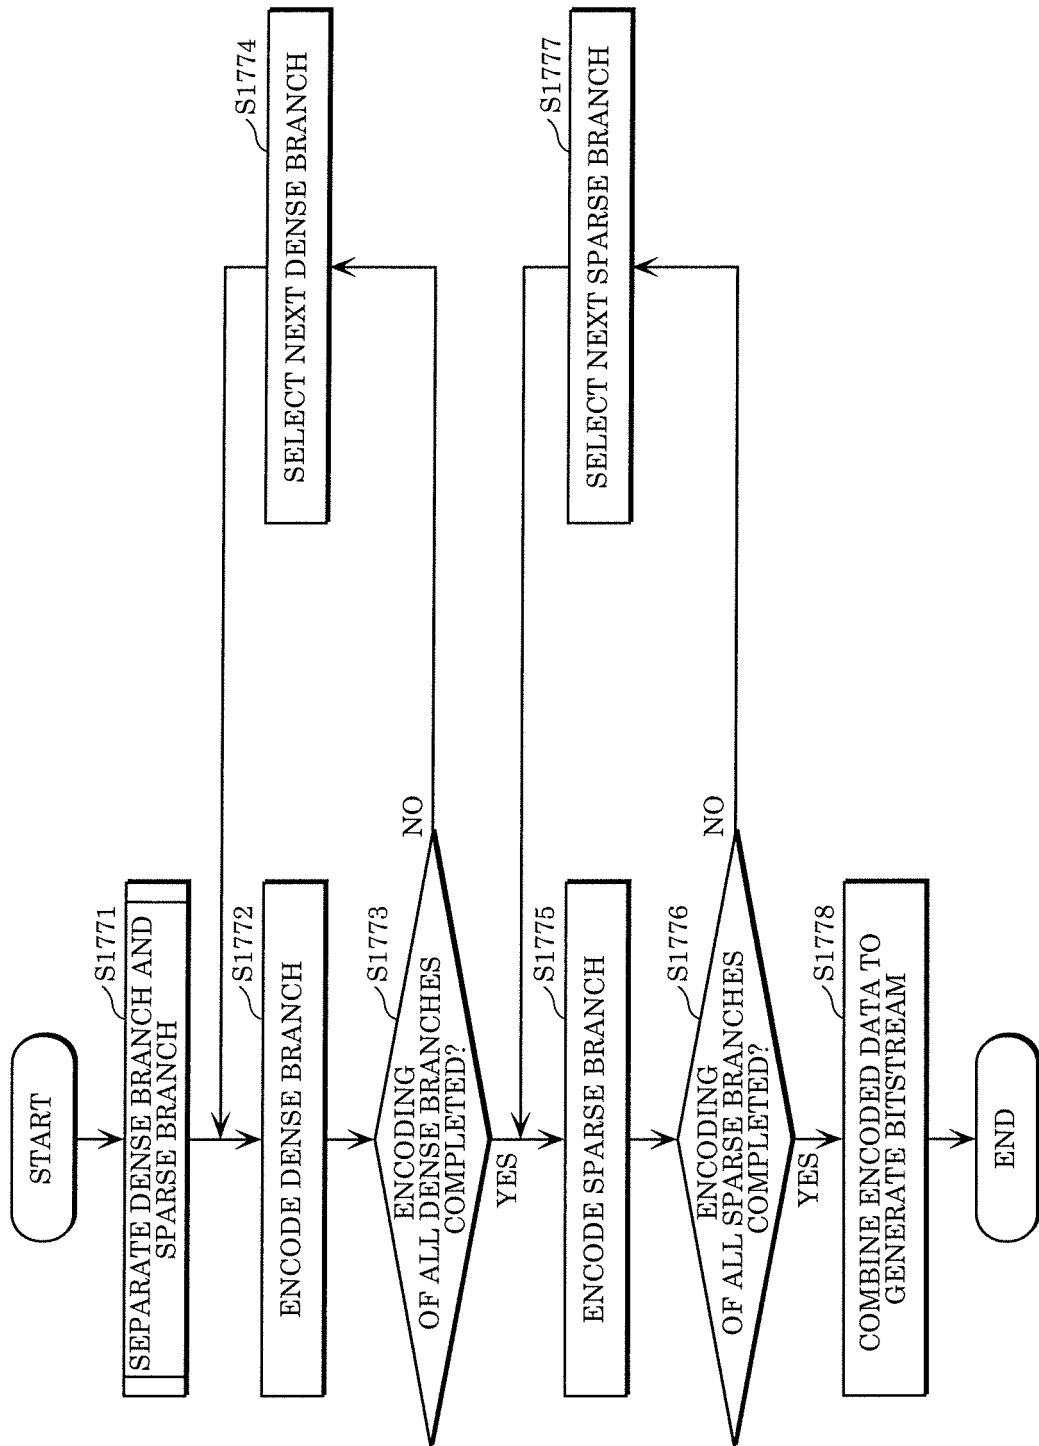 START
S1771
SEPARATE DENSE BRANCH AND
SPARSE BRANCH
S1772
ENCODE DENSE BRANCH
S1773
ENCODING
OF ALL DENSE BRANCHES
COMPLETED?
NO
S1774
SELECT NEXT DENSE BRANCH
YES
S1775
ENCODE SPARSE BRANCH
S1776
ENCODING
OF ALL SPARSE BRANCHES
COMPLETED?
NO
S1777
SELECT NEXT SPARSE BRANCH
YES
S1778
COMBINE ENCODED DATA TO
GENERATE BITSTREAM
END